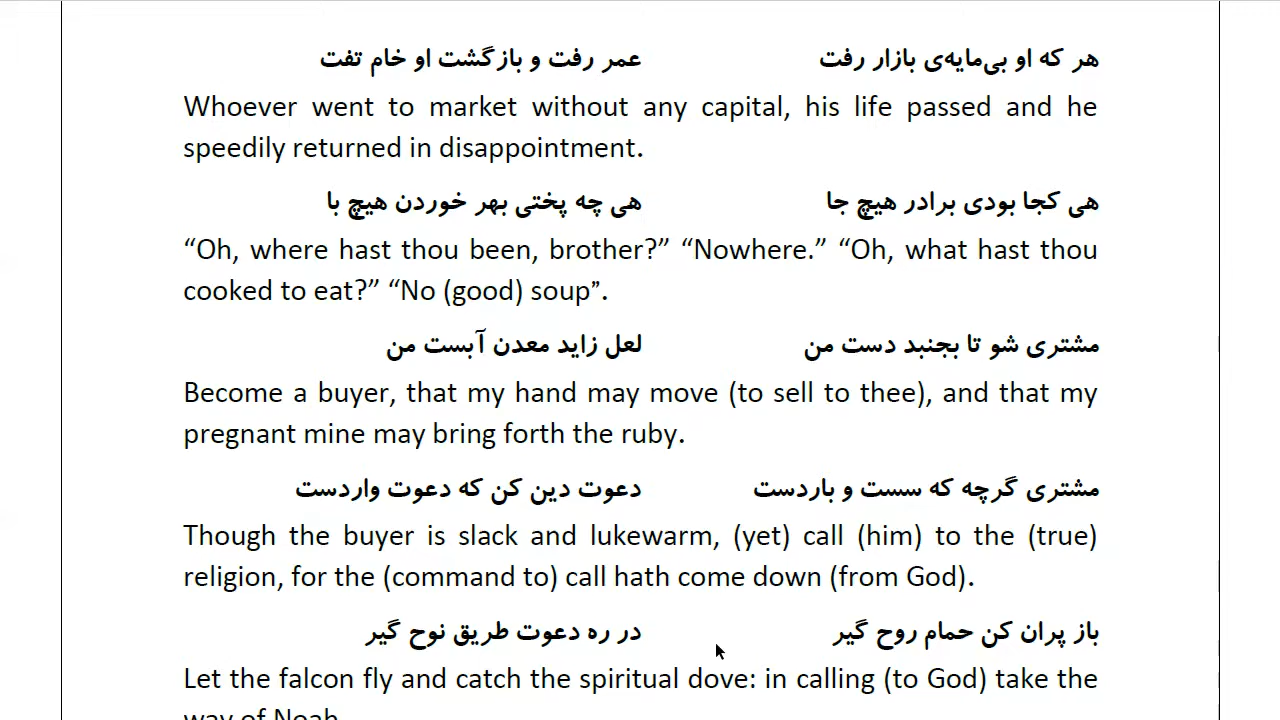 هر که او بی‌مایه‌ی بازار رفت عمر رفت و بازگشت او خام تفت
Whoever went to market without any capital, his life passed and he
speedily returned in disappointment.
هی کجا بودی برادر هیچ جا هی چه پختی بهر خوردن هیچ با
“Oh, where hast thou been, brother?” “Nowhere.” “Oh, what hast thou
cooked to eat?” “No (good) soup”.
مشتری شو تا بجنبد دست من لعل زاید معدن آبست من
Become a buyer, that my hand may move (to sell to thee), and that my
pregnant mine may bring forth the ruby.
مشتری گرچه که سست و باردست دعوت دین کن که دعوت واردست
Though the buyer is slack and lukewarm, (yet) call (him) to the (true)
religion, for the (command to) call hath come down (from God).
باز پران کن حمام روح گیر در ره دعوت طریق نوح گیر
Let the falcon fly and catch the spiritual dove: in calling (to God) take the
way of Noah.